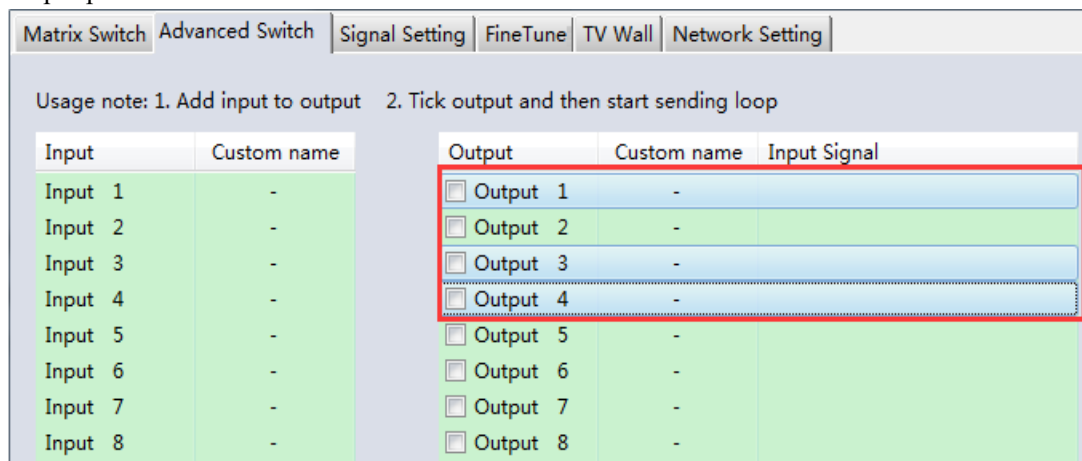 Matrix Switch Advanced Switch Signal Setting FineTune TV Wall Network Setting
Usage note: 1. Add input to output 2. Tick output and then start sending loop
Input Custom name Output Custom name Input Signal
Input 1 - Output 1 -
Input 2 - Output 2 -
Input 3 - Output 3 -
Input 4 - Output 4 -
Input 5 - Output 5 -
Input 6 - Output 6 -
Input 7 - Output 7 -
Input 8 - Output 8 -